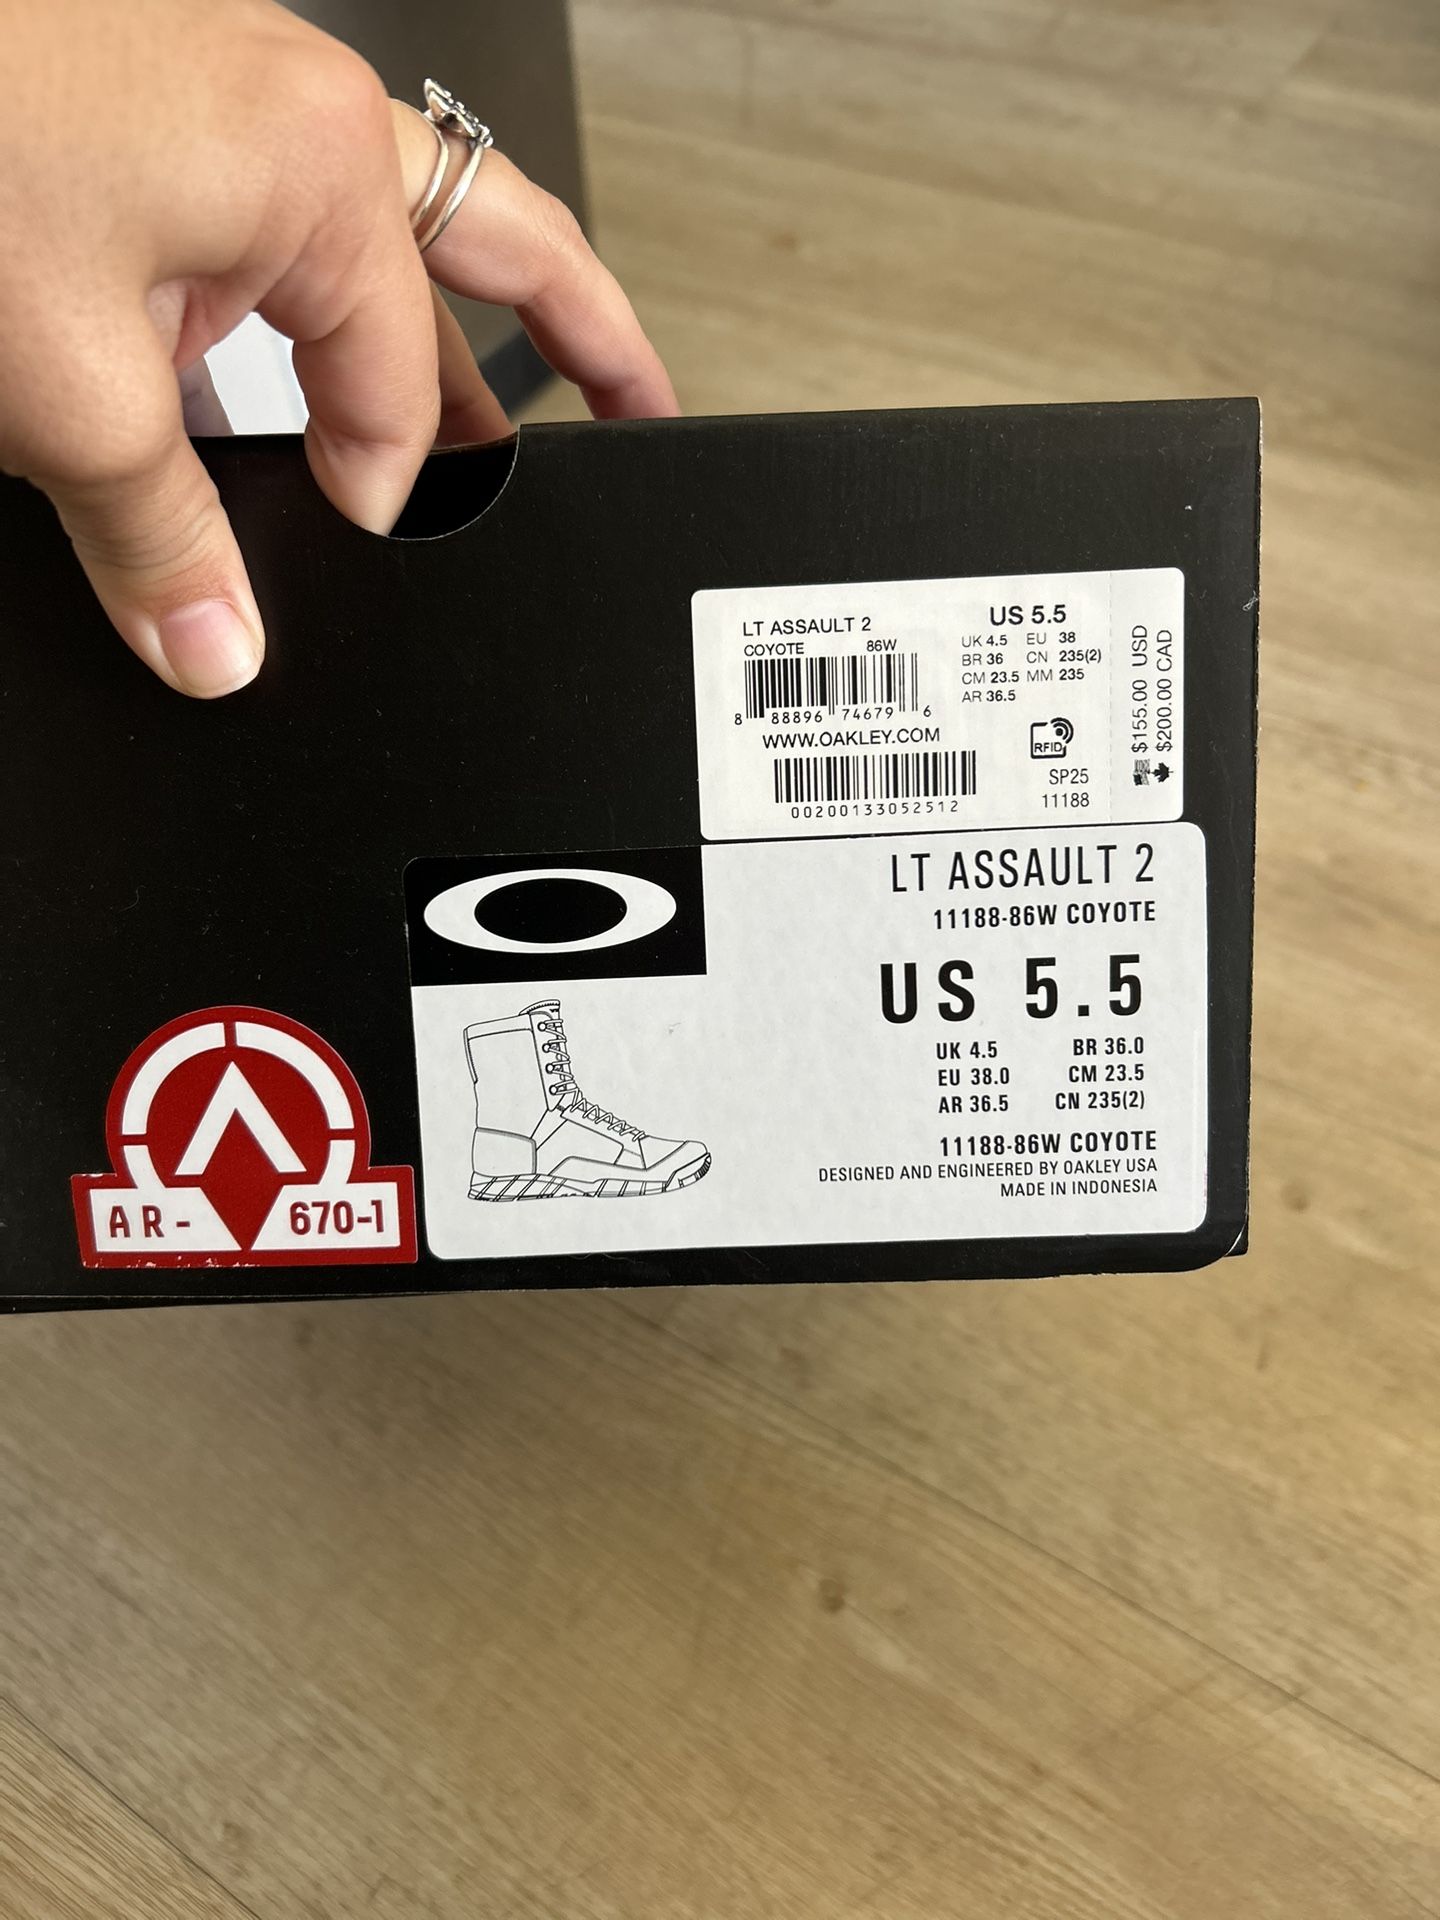 LT ASSAULT 2
COYOTE 86W
8 88896 74679 6
WWW.OAKLEY.COM
00200133052512
US 5.5
UK 4.5 EU 38
BR 36 CN 235(2)
CM 23.5 MM 235
AR 36.5
RFID
SP25
11188
$155.00 USD
$200.00 CAD
LT ASSAULT 2
11188-86W COYOTE
US 5.5
UK 4.5 BR 36.0
EU 38.0 CM 23.5
AR 36.5 CN 235(2)
11188-86W COYOTE
DESIGNED AND ENGINEERED BY OAKLEY USA
MADE IN INDONESIA
AR- 670-1